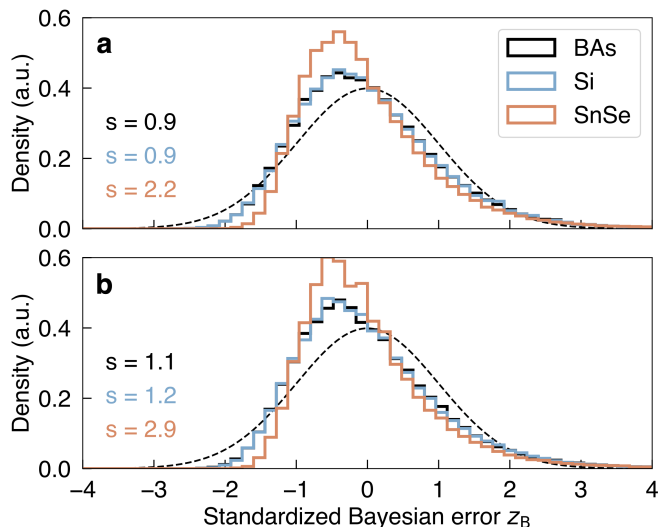 a
BAs
Si
SnSe
s = 0.9
s = 0.9
s = 2.2
Density (a.u.)
0.6
0.4
0.2
0.0
b
s = 1.1
s = 1.2
s = 2.9
Density (a.u.)
0.6
0.4
0.2
0.0
−4 −3 −2 −1 0 1 2 3 4
Standardized Bayesian error z_B